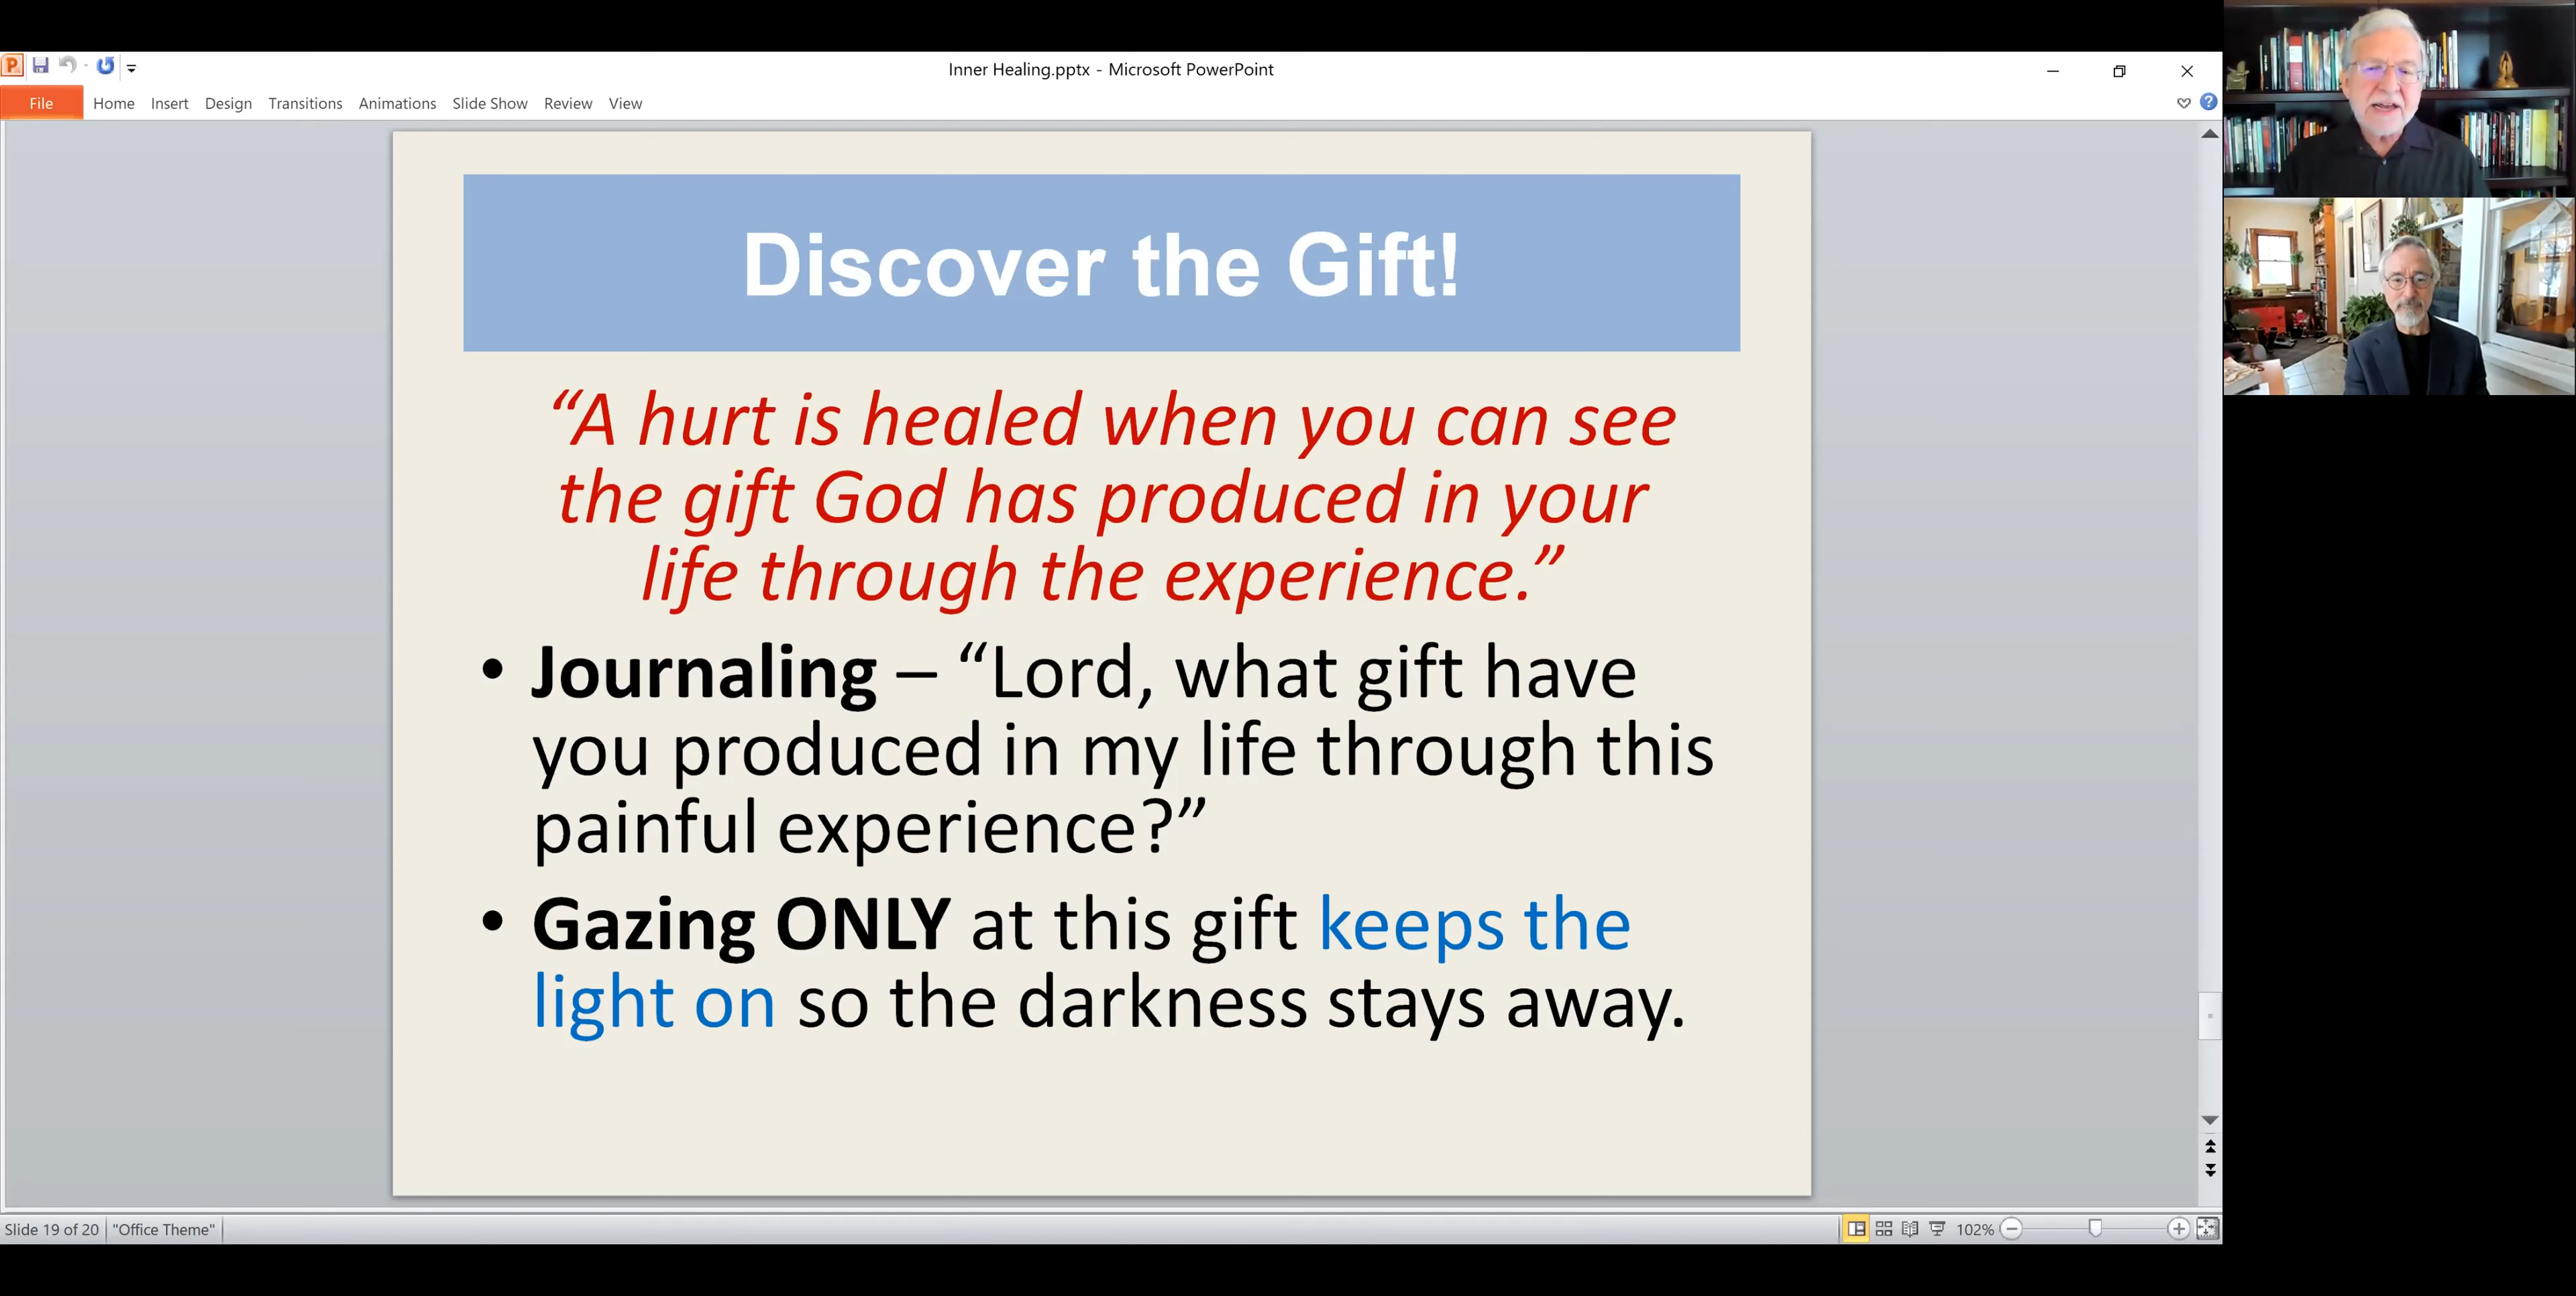 Inner Healing.pptx - Microsoft PowerPoint
File Home Insert Design Transitions Animations Slide Show Review View
Discover the Gift!
“A hurt is healed when you can see
the gift God has produced in your
life through the experience.”
• Journaling – “Lord, what gift have
you produced in my life through this
painful experience?”
• Gazing ONLY at this gift keeps the
light on so the darkness stays away.
Slide 19 of 20 "Office Theme" 102%